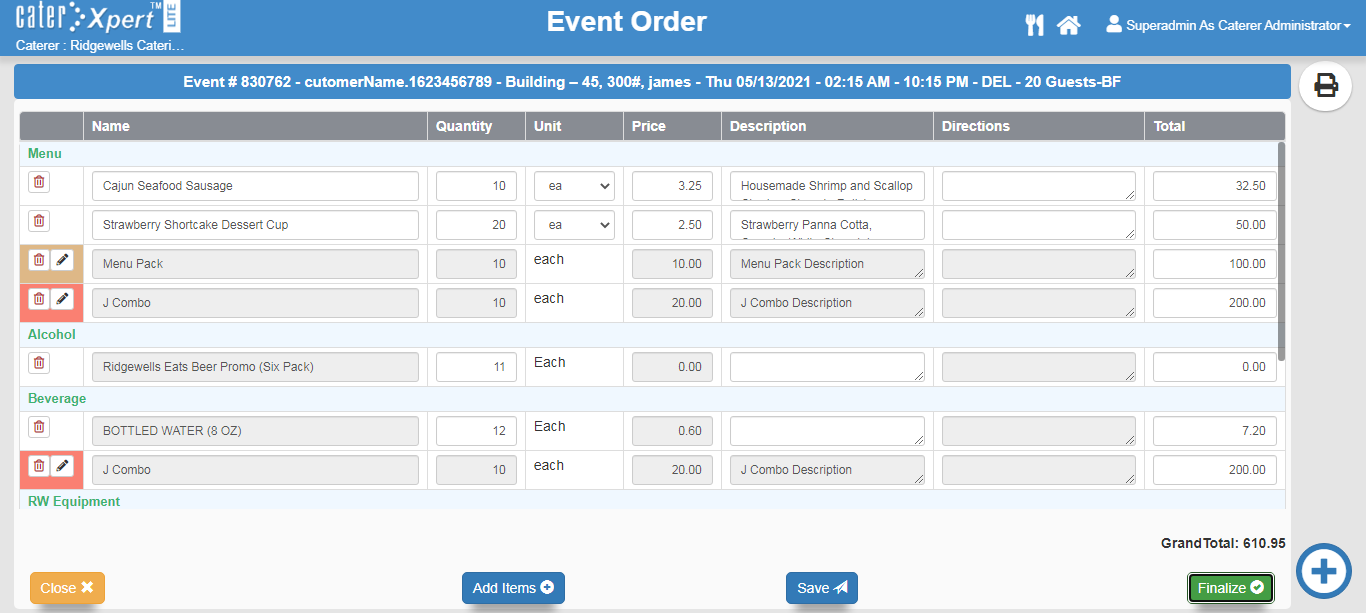 cater Xpert™ LITE
Event Order
Superadmin As Caterer Administrator
Caterer : Ridgewells Cateri...
Event # 830762 - cutomerName.1623456789 - Building – 45, 300#, james - Thu 05/13/2021 - 02:15 AM - 10:15 PM - DEL - 20 Guests-BF
Name Quantity Unit Price Description Directions Total
Menu
Cajun Seafood Sausage 10 ea 3.25 Housemade Shrimp and Scallop 32.50
Strawberry Shortcake Dessert Cup 20 ea 2.50 Strawberry Panna Cotta, 50.00
Menu Pack 10 each 10.00 Menu Pack Description 100.00
J Combo 10 each 20.00 J Combo Description 200.00
Alcohol
Ridgewells Eats Beer Promo (Six Pack) 11 Each 0.00 0.00
Beverage
BOTTLED WATER (8 OZ) 12 Each 0.60 7.20
J Combo 10 each 20.00 J Combo Description 200.00
RW Equipment
GrandTotal: 610.95
Close Add Items Save Finalize